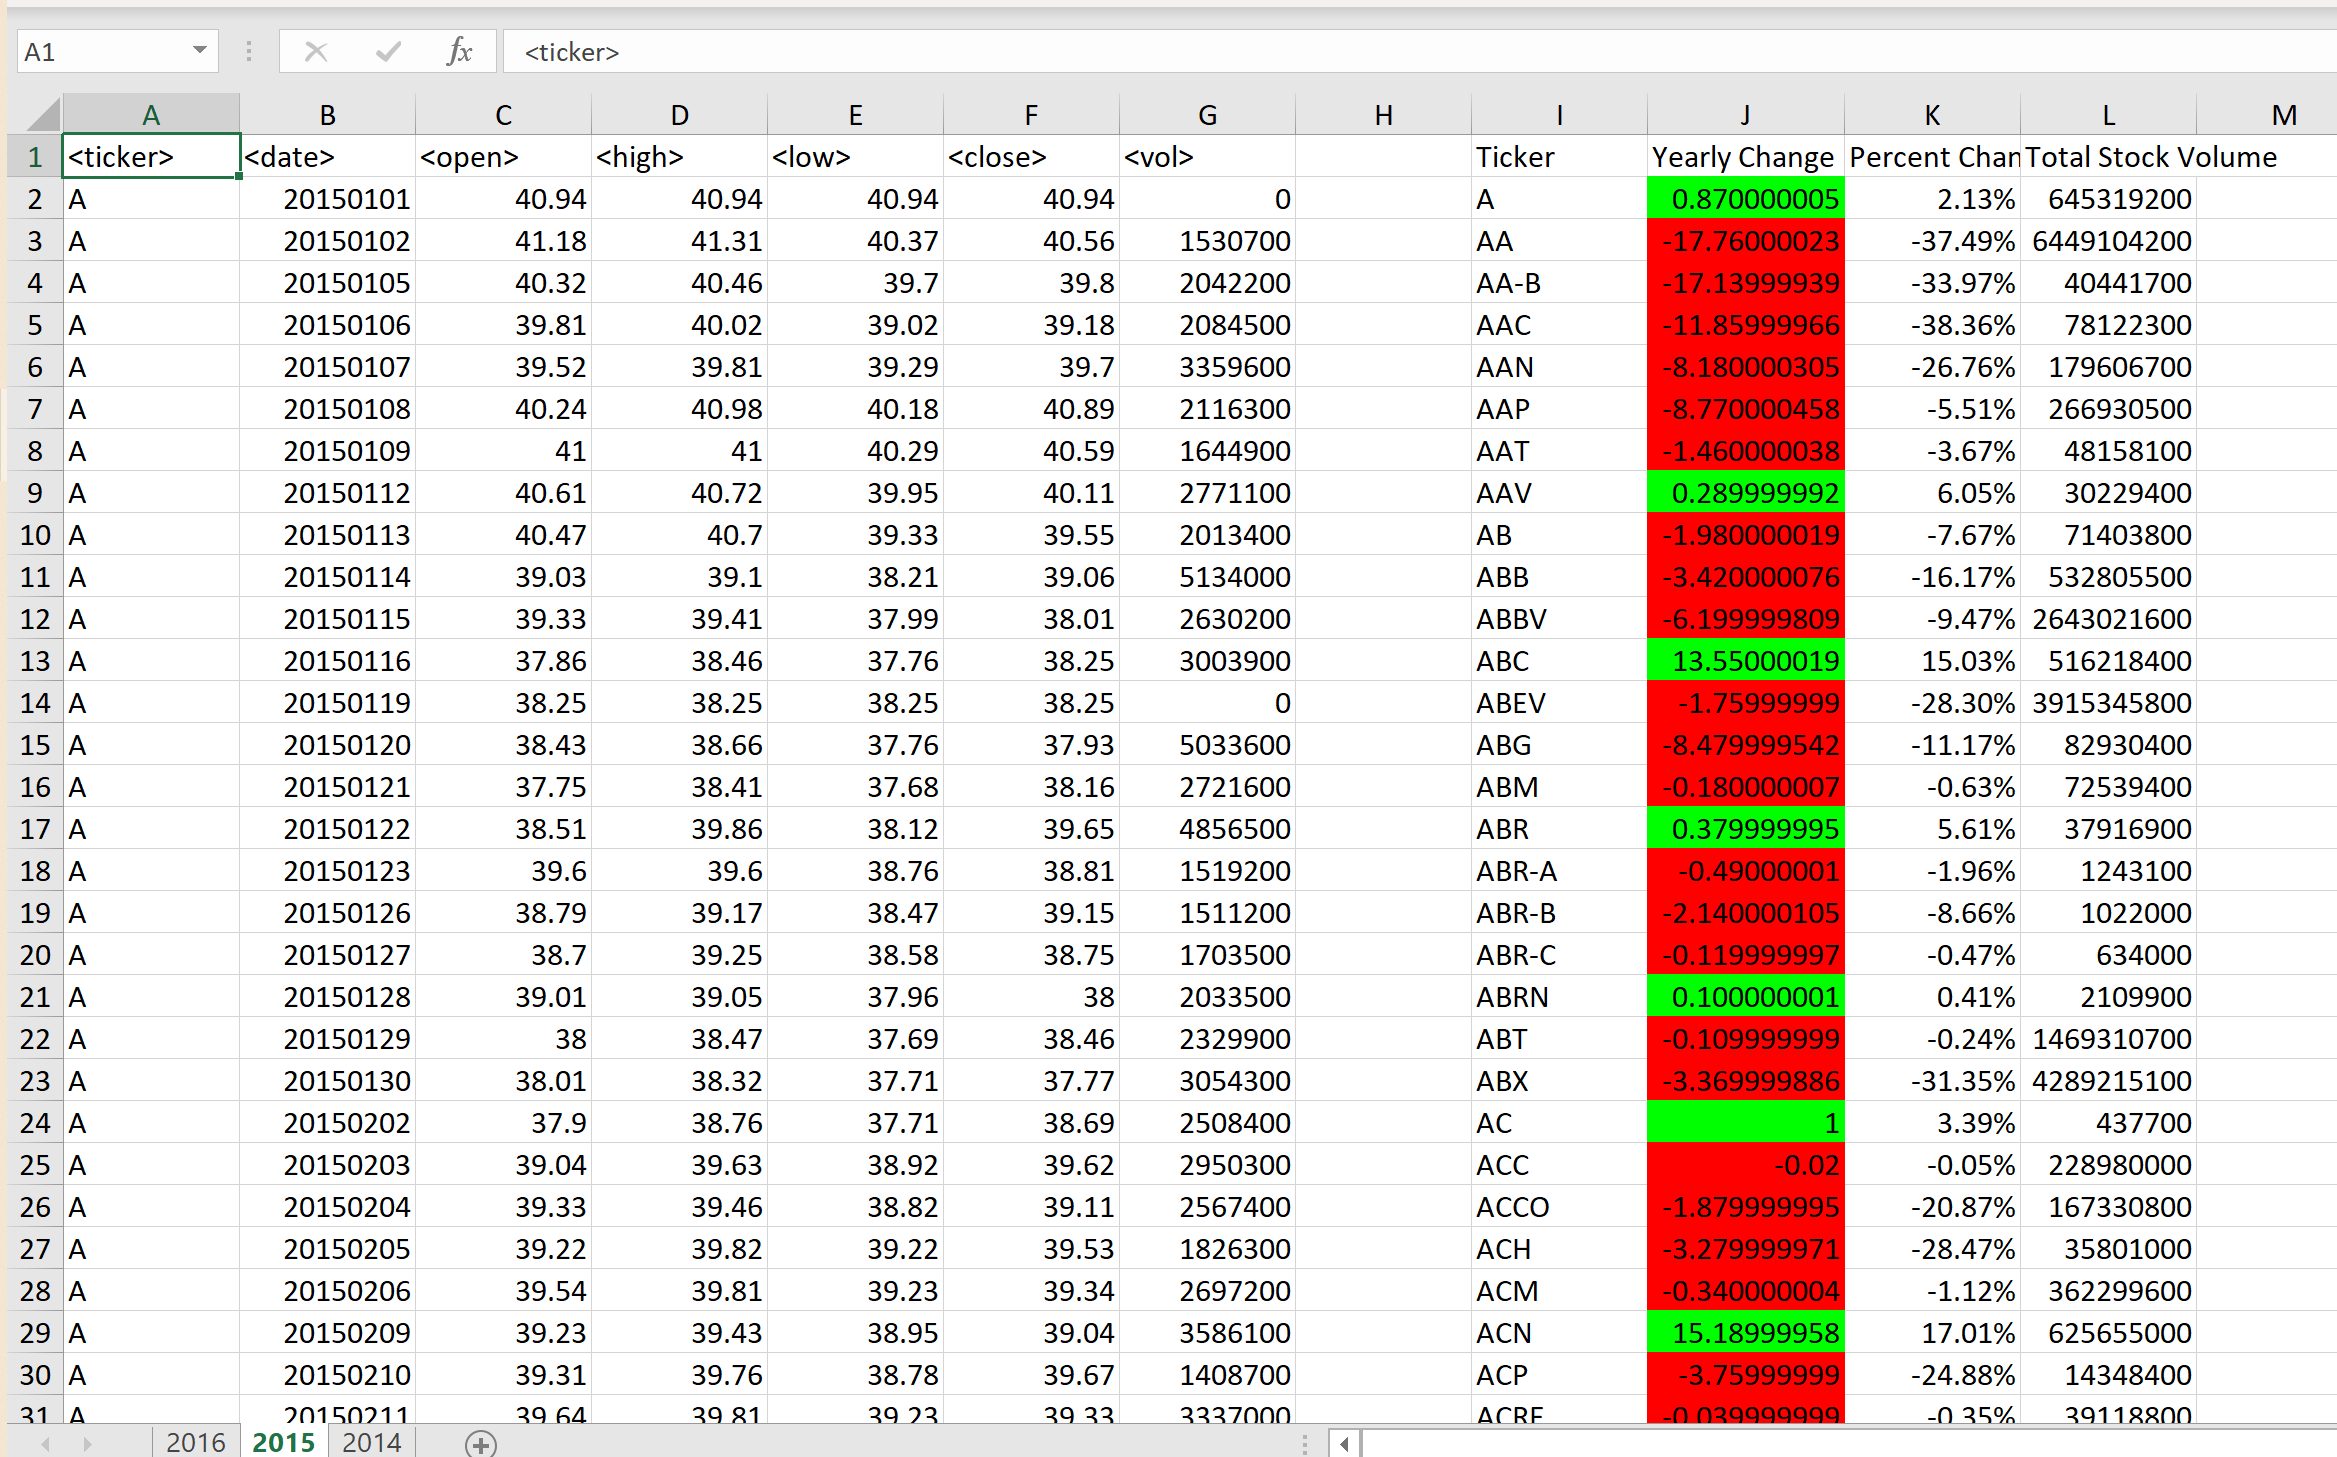 A1 fx <ticker>
A B C D E F G H I J K L M
1 <ticker> <date> <open> <high> <low> <close> <vol> Ticker Yearly Change Percent Chan Total Stock Volume
2 A 20150101 40.94 40.94 40.94 40.94 0 A 0.870000005 2.13% 645319200
3 A 20150102 41.18 41.31 40.37 40.56 1530700 AA -17.76000023 -37.49% 6449104200
4 A 20150105 40.32 40.46 39.7 39.8 2042200 AA-B -17.13999939 -33.97% 40441700
5 A 20150106 39.81 40.02 39.02 39.18 2084500 AAC -11.85999966 -38.36% 78122300
6 A 20150107 39.52 39.81 39.29 39.7 3359600 AAN -8.180000305 -26.76% 179606700
7 A 20150108 40.24 40.98 40.18 40.89 2116300 AAP -8.770000458 -5.51% 266930500
8 A 20150109 41 41 40.29 40.59 1644900 AAT -1.460000038 -3.67% 48158100
9 A 20150112 40.61 40.72 39.95 40.11 2771100 AAV 0.289999992 6.05% 30229400
10 A 20150113 40.47 40.7 39.33 39.55 2013400 AB -1.980000019 -7.67% 71403800
11 A 20150114 39.03 39.1 38.21 39.06 5134000 ABB -3.420000076 -16.17% 532805500
12 A 20150115 39.33 39.41 37.99 38.01 2630200 ABBV -6.199999809 -9.47% 2643021600
13 A 20150116 37.86 38.46 37.76 38.25 3003900 ABC 13.55000019 15.03% 516218400
14 A 20150119 38.25 38.25 38.25 38.25 0 ABEV -1.75999999 -28.30% 3915345800
15 A 20150120 38.43 38.66 37.76 37.93 5033600 ABG -8.479999542 -11.17% 82930400
16 A 20150121 37.75 38.41 37.68 38.16 2721600 ABM -0.180000007 -0.63% 72539400
17 A 20150122 38.51 39.86 38.12 39.65 4856500 ABR 0.379999995 5.61% 37916900
18 A 20150123 39.6 39.6 38.76 38.81 1519200 ABR-A -0.49000001 -1.96% 1243100
19 A 20150126 38.79 39.17 38.47 39.15 1511200 ABR-B -2.140000105 -8.66% 1022000
20 A 20150127 38.7 39.25 38.58 38.75 1703500 ABR-C -0.119999997 -0.47% 634000
21 A 20150128 39.01 39.05 37.96 38 2033500 ABRN 0.100000001 0.41% 2109900
22 A 20150129 38 38.47 37.69 38.46 2329900 ABT -0.109999999 -0.24% 1469310700
23 A 20150130 38.01 38.32 37.71 37.77 3054300 ABX -3.369999886 -31.35% 4289215100
24 A 20150202 37.9 38.76 37.71 38.69 2508400 AC 1 3.39% 437700
25 A 20150203 39.04 39.63 38.92 39.62 2950300 ACC -0.02 -0.05% 228980000
26 A 20150204 39.33 39.46 38.82 39.11 2567400 ACCO -1.879999995 -20.87% 167330800
27 A 20150205 39.22 39.82 39.22 39.53 1826300 ACH -3.279999971 -28.47% 35801000
28 A 20150206 39.54 39.81 39.23 39.34 2697200 ACM -0.340000004 -1.12% 362299600
29 A 20150209 39.23 39.43 38.95 39.04 3586100 ACN 15.18999958 17.01% 625655000
30 A 20150210 39.31 39.76 38.78 39.67 1408700 ACP -3.75999999 -24.88% 14348400
31 A 20150211 39.64 39.81 39.23 39.33 3337000 ACRE -0.039999999 -0.35% 39118800
2016 2015 2014